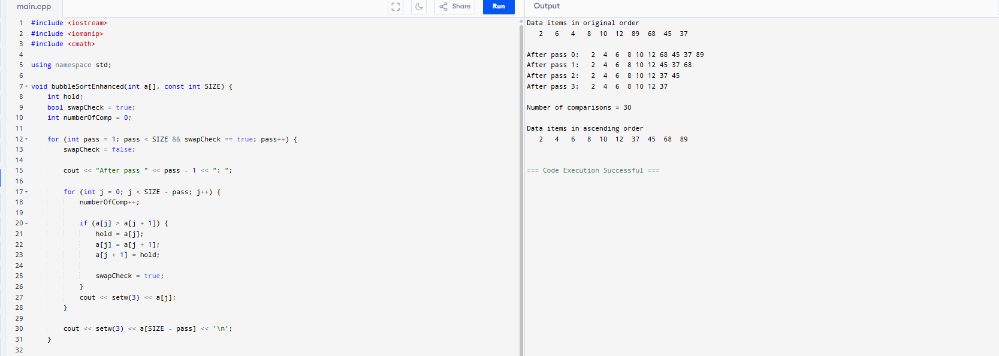 main.cpp
Share
Run
Output
1 #include <iostream>
2 #include <iomanip>
3 #include <cmath>
4
5 using namespace std;
6
7 void bubbleSortEnhanced(int a[], const int SIZE) {
8 int hold;
9 bool swapCheck = true;
10 int numberOfComp = 0;
11
12 for (int pass = 1; pass < SIZE && swapCheck == true; pass++) {
13 swapCheck = false;
14
15 cout << "After pass " << pass - 1 << ": ";
16
17 for (int j = 0; j < SIZE - pass; j++) {
18 numberOfComp++;
19
20 if (a[j] > a[j + 1]) {
21 hold = a[j];
22 a[j] = a[j + 1];
23 a[j + 1] = hold;
24
25 swapCheck = true;
26 }
27 cout << setw(3) << a[j];
28 }
29
30 cout << setw(3) << a[SIZE - pass] << '\n';
31 }
32
Data items in original order
2 6 4 8 10 12 89 68 45 37
After pass 0: 2 4 6 8 10 12 68 45 37 89
After pass 1: 2 4 6 8 10 12 45 37 68
After pass 2: 2 4 6 8 10 12 37 45
After pass 3: 2 4 6 8 10 12 37
Number of comparisons = 30
Data items in ascending order
2 4 6 8 10 12 37 45 68 89
=== Code Execution Successful ===